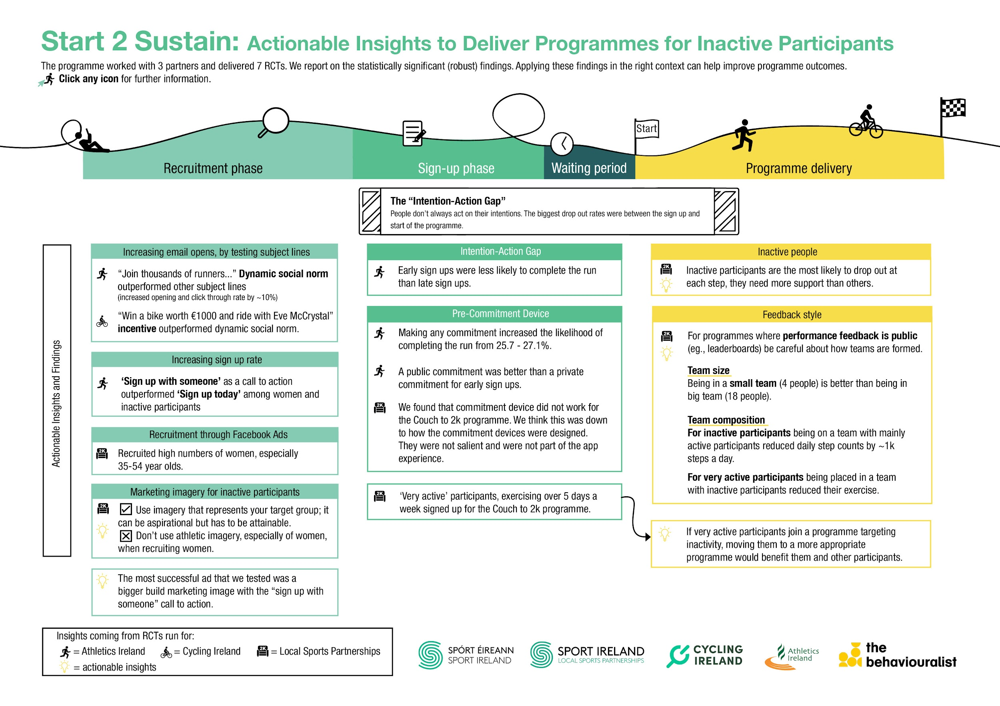 Start 2 Sustain: Actionable Insights to Deliver Programmes for Inactive Participants
The programme worked with 3 partners and delivered 7 RCTs. We report on the statistically significant (robust) findings. Applying these findings in the right context can help improve programme outcomes.
Click any icon for further information.
Start
Recruitment phase
Sign-up phase
Waiting period
Programme delivery
The “Intention-Action Gap”
People don’t always act on their intentions. The biggest drop out rates were between the sign up and
start of the programme.
Actionable Insights and Findings
Increasing email opens, by testing subject lines
“Join thousands of runners...” Dynamic social norm
outperformed other subject lines
(increased opening and click through rate by ~10%)
“Win a bike worth €1000 and ride with Eve McCrystal”
incentive outperformed dynamic social norm.
Increasing sign up rate
‘Sign up with someone’ as a call to action
outperformed ‘Sign up today’ among women and
inactive participants
Recruitment through Facebook Ads
2K
Recruited high numbers of women, especially
35-54 year olds.
Marketing imagery for inactive participants
2K
Use imagery that represents your target group; it
can be aspirational but has to be attainable.
Don’t use athletic imagery, especially of women,
when recruiting women.
The most successful ad that we tested was a
bigger build marketing image with the “sign up with
someone” call to action.
Intention-Action Gap
Early sign ups were less likely to complete the run
than late sign ups.
Pre-Commitment Device
Making any commitment increased the likelihood of
completing the run from 25.7 - 27.1%.
A public commitment was better than a private
commitment for early sign ups.
2K
We found that commitment device did not work for
the Couch to 2k programme. We think this was down
to how the commitment devices were designed.
They were not salient and were not part of the app
experience.
2K
‘Very active’ participants, exercising over 5 days a
week signed up for the Couch to 2k programme.
Inactive people
2K
Inactive participants are the most likely to drop out at
each step, they need more support than others.
Feedback style
2K
For programmes where performance feedback is public
(eg., leaderboards) be careful about how teams are formed.
Team size
Being in a small team (4 people) is better than being in
big team (18 people).
Team composition
For inactive participants being on a team with mainly
active participants reduced daily step counts by ~1k
steps a day.
For very active participants being placed in a team
with inactive participants reduced their exercise.
If very active participants join a programme targeting
inactivity, moving them to a more appropriate
programme would benefit them and other participants.
Insights coming from RCTs run for:
= Athletics Ireland
= Cycling Ireland
2K
= Local Sports Partnerships
= actionable insights
SPÓRT ÉIREANN
SPORT IRELAND
SPORT IRELAND
LOCAL SPORTS PARTNERSHIPS
CYCLING
IRELAND
Athletics
Ireland
the
behaviouralist